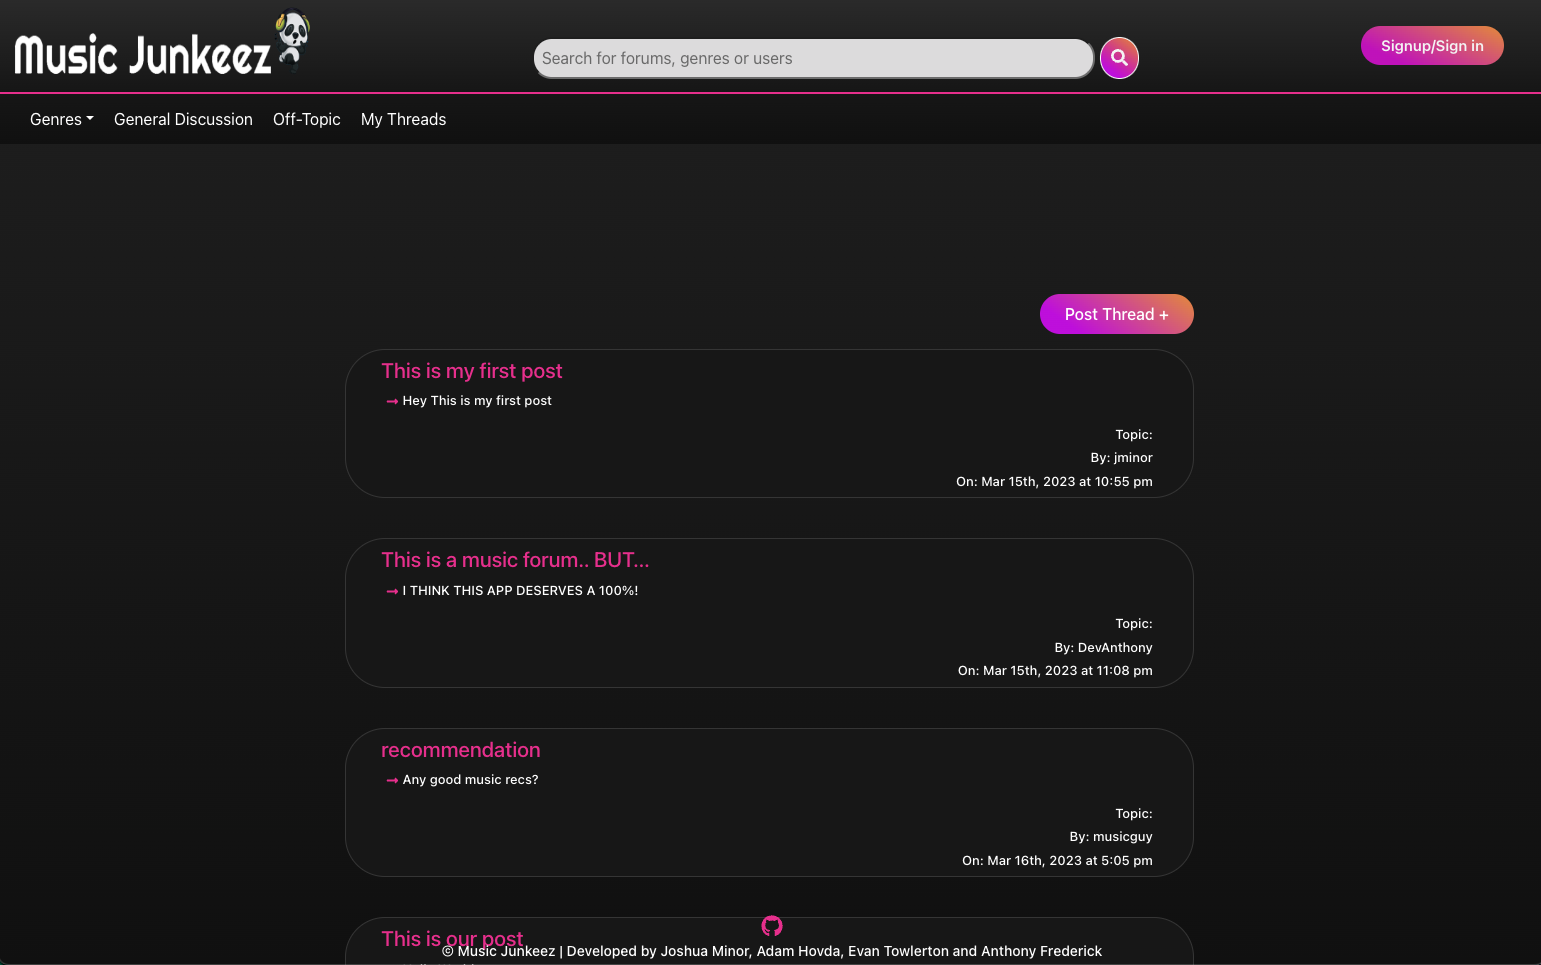 Music Junkeez
Search for forums, genres or users
Signup/Sign in
Genres
General Discussion
Off-Topic
My Threads
Post Thread +
This is my first post
→ Hey This is my first post
Topic:
By: jminor
On: Mar 15th, 2023 at 10:55 pm
This is a music forum.. BUT...
→ I THINK THIS APP DESERVES A 100%!
Topic:
By: DevAnthony
On: Mar 15th, 2023 at 11:08 pm
recommendation
→ Any good music recs?
Topic:
By: musicguy
On: Mar 16th, 2023 at 5:05 pm
This is our post
© Music Junkeez | Developed by Joshua Minor, Adam Hovda, Evan Towlerton and Anthony Frederick